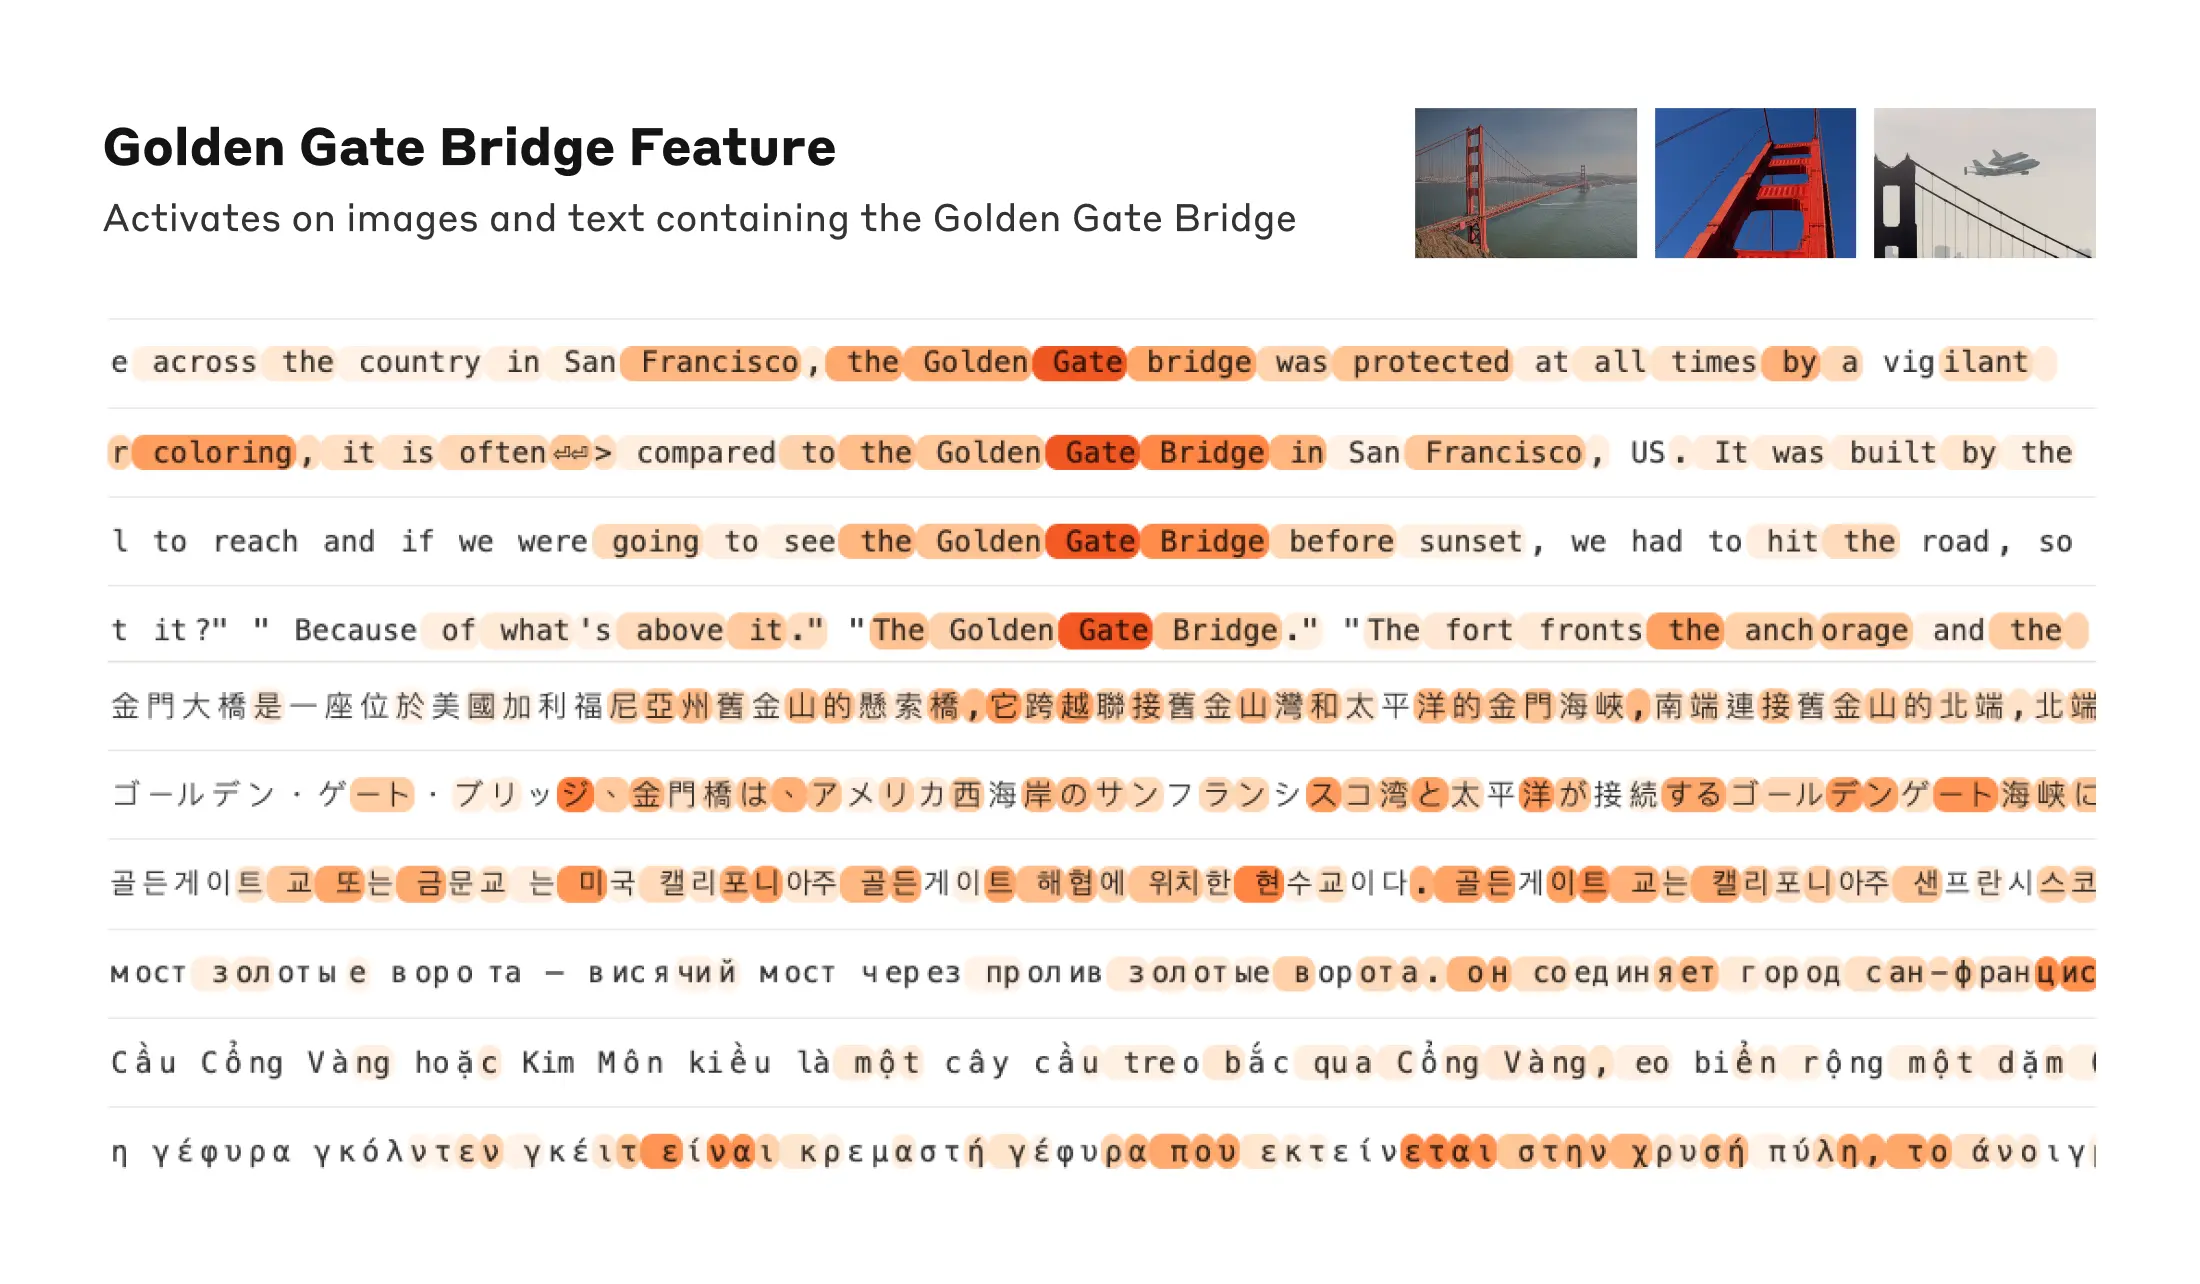 Golden Gate Bridge Feature
Activates on images and text containing the Golden Gate Bridge
e across the country in San Francisco, the Golden Gate bridge was protected at all times by a vigilant
r coloring, it is often⏎⏎> compared to the Golden Gate Bridge in San Francisco, US. It was built by the
l to reach and if we were going to see the Golden Gate Bridge before sunset, we had to hit the road, so
t it?" " Because of what's above it." "The Golden Gate Bridge." "The fort fronts the anchorage and the
金門大橋是一座位於美國加利福尼亞州舊金山的懸索橋,它跨越聯接舊金山灣和太平洋的金門海峽,南端連接舊金山的北端,北端
ゴールデン・ゲート・ブリッジ、金門橋は、アメリカ西海岸のサンフランシスコ湾と太平洋が接続するゴールデンゲート海峡に
골든게이트 교 또는 금문교 는 미국 캘리포니아주 골든게이트 해협에 위치한 현수교이다. 골든게이트 교는 캘리포니아주 샌프란시스코
мост золотые ворота — висячий мост через пролив золотые ворота. он соединяет город сан-францис
Cầu Cổng Vàng hoặc Kim Môn kiều là một cây cầu treo bắc qua Cổng Vàng, eo biển rộng một dặm (
η γέφυρα γκόλντεν γκέιτ είναι κρεμαστή γέφυρα που εκτείνεται στην χρυσή πύλη, το άνοιγμ